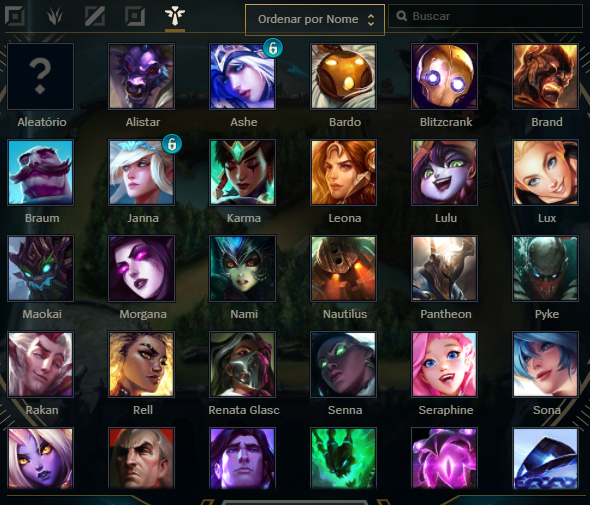 Ordenar por Nome
Buscar
6
Aleatório Alistar Ashe Bardo Blitzcrank Brand
6
Braum Janna Karma Leona Lulu Lux
Maokai Morgana Nami Nautilus Pantheon Pyke
Rakan Rell Renata Glasc Senna Seraphine Sona